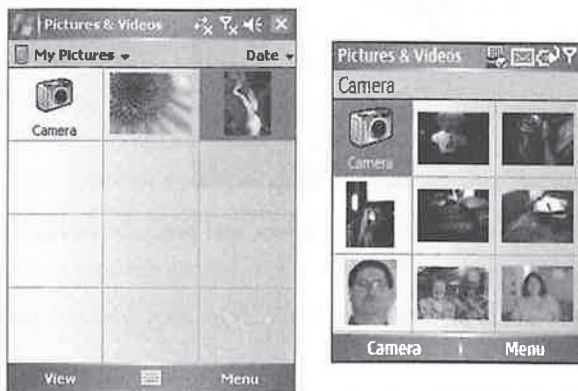 Pictures & Videos
My Pictures Date
Camera
View Menu
Pictures & Videos
Camera
Camera
Camera Menu